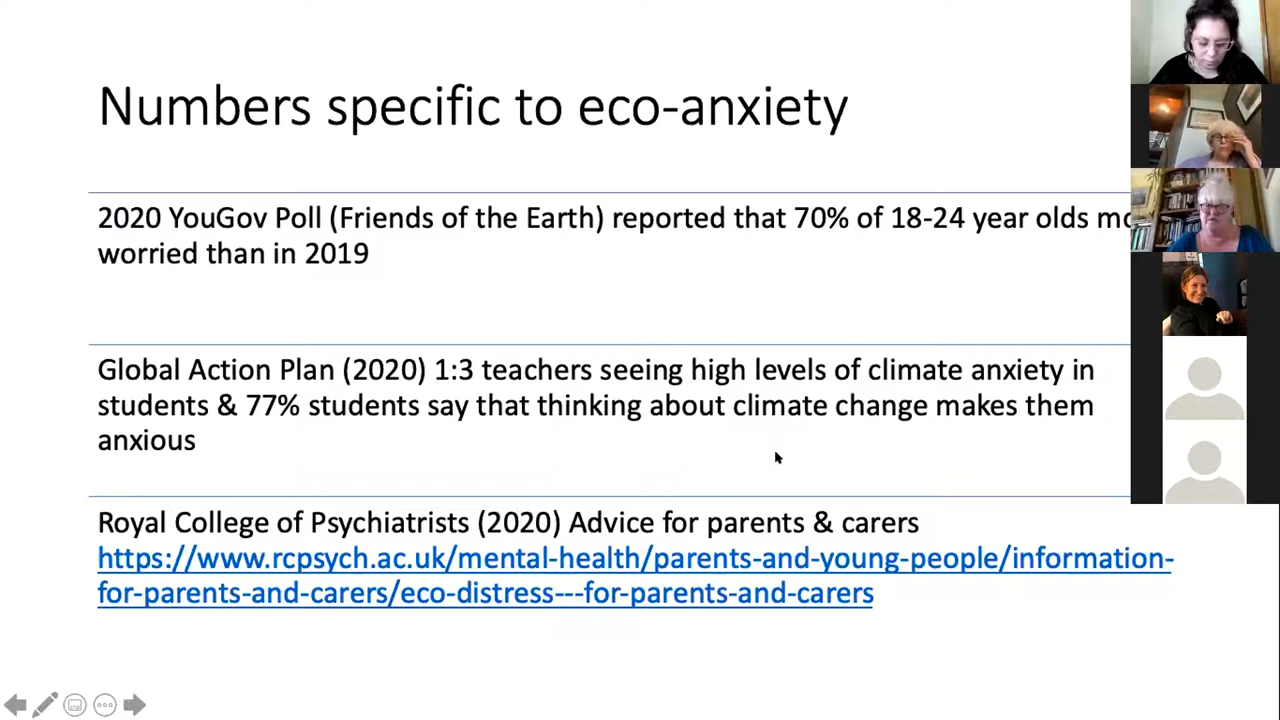 Numbers specific to eco-anxiety
2020 YouGov Poll (Friends of the Earth) reported that 70% of 18-24 year olds
worried than in 2019
Global Action Plan (2020) 1:3 teachers seeing high levels of climate anxiety in
students & 77% students say that thinking about climate change makes them
anxious
Royal College of Psychiatrists (2020) Advice for parents & carers
https://www.rcpsych.ac.uk/mental-health/parents-and-young-people/information-
for-parents-and-carers/eco-distress---for-parents-and-carers